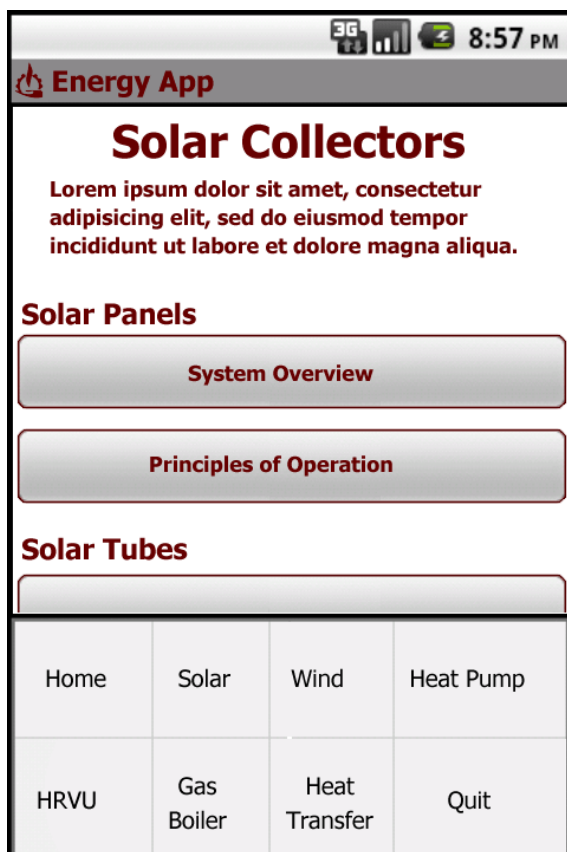 3G 8:57 PM
Energy App
Solar Collectors
Lorem ipsum dolor sit amet, consectetur
adipisicing elit, sed do eiusmod tempor
incididunt ut labore et dolore magna aliqua.
Solar Panels
System Overview
Principles of Operation
Solar Tubes
Home Solar Wind Heat Pump
HRVU Gas Boiler Heat Transfer Quit